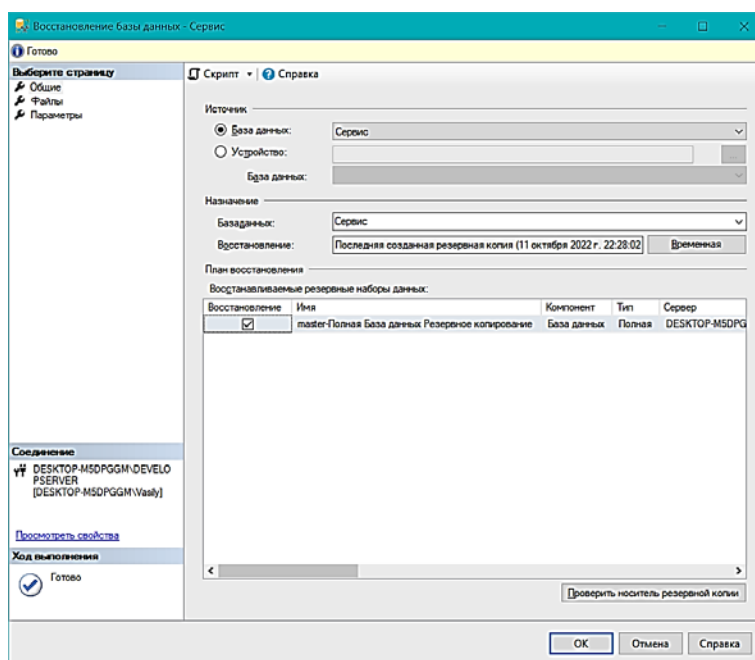 Восстановление базы данных - Сервис
Готово
Выберите страницу
Общие
Файлы
Параметры
Скрипт
Справка
Источник
База данных:
Сервис
Устройство:
...
База данных:
Назначение
Базаданных:
Сервис
Восстановление:
Последняя созданная резервная копия (11 октября 2022 г. 22:28:02
Временная
План восстановления
Восстанавливаемые резервные наборы данных:
Восстановление Имя Компонент Тип Сервер
master-Полная База данных Резервное копирование База данных Полная DESKTOP-M5DPG
Соединение
DESKTOP-M5DPGGM\DEVELO
PSERVER
[DESKTOP-M5DPGGM\Vasily]
Просмотреть свойства
Ход выполнения
Готово
Проверить носитель резервной копии
OK Отмена Справка